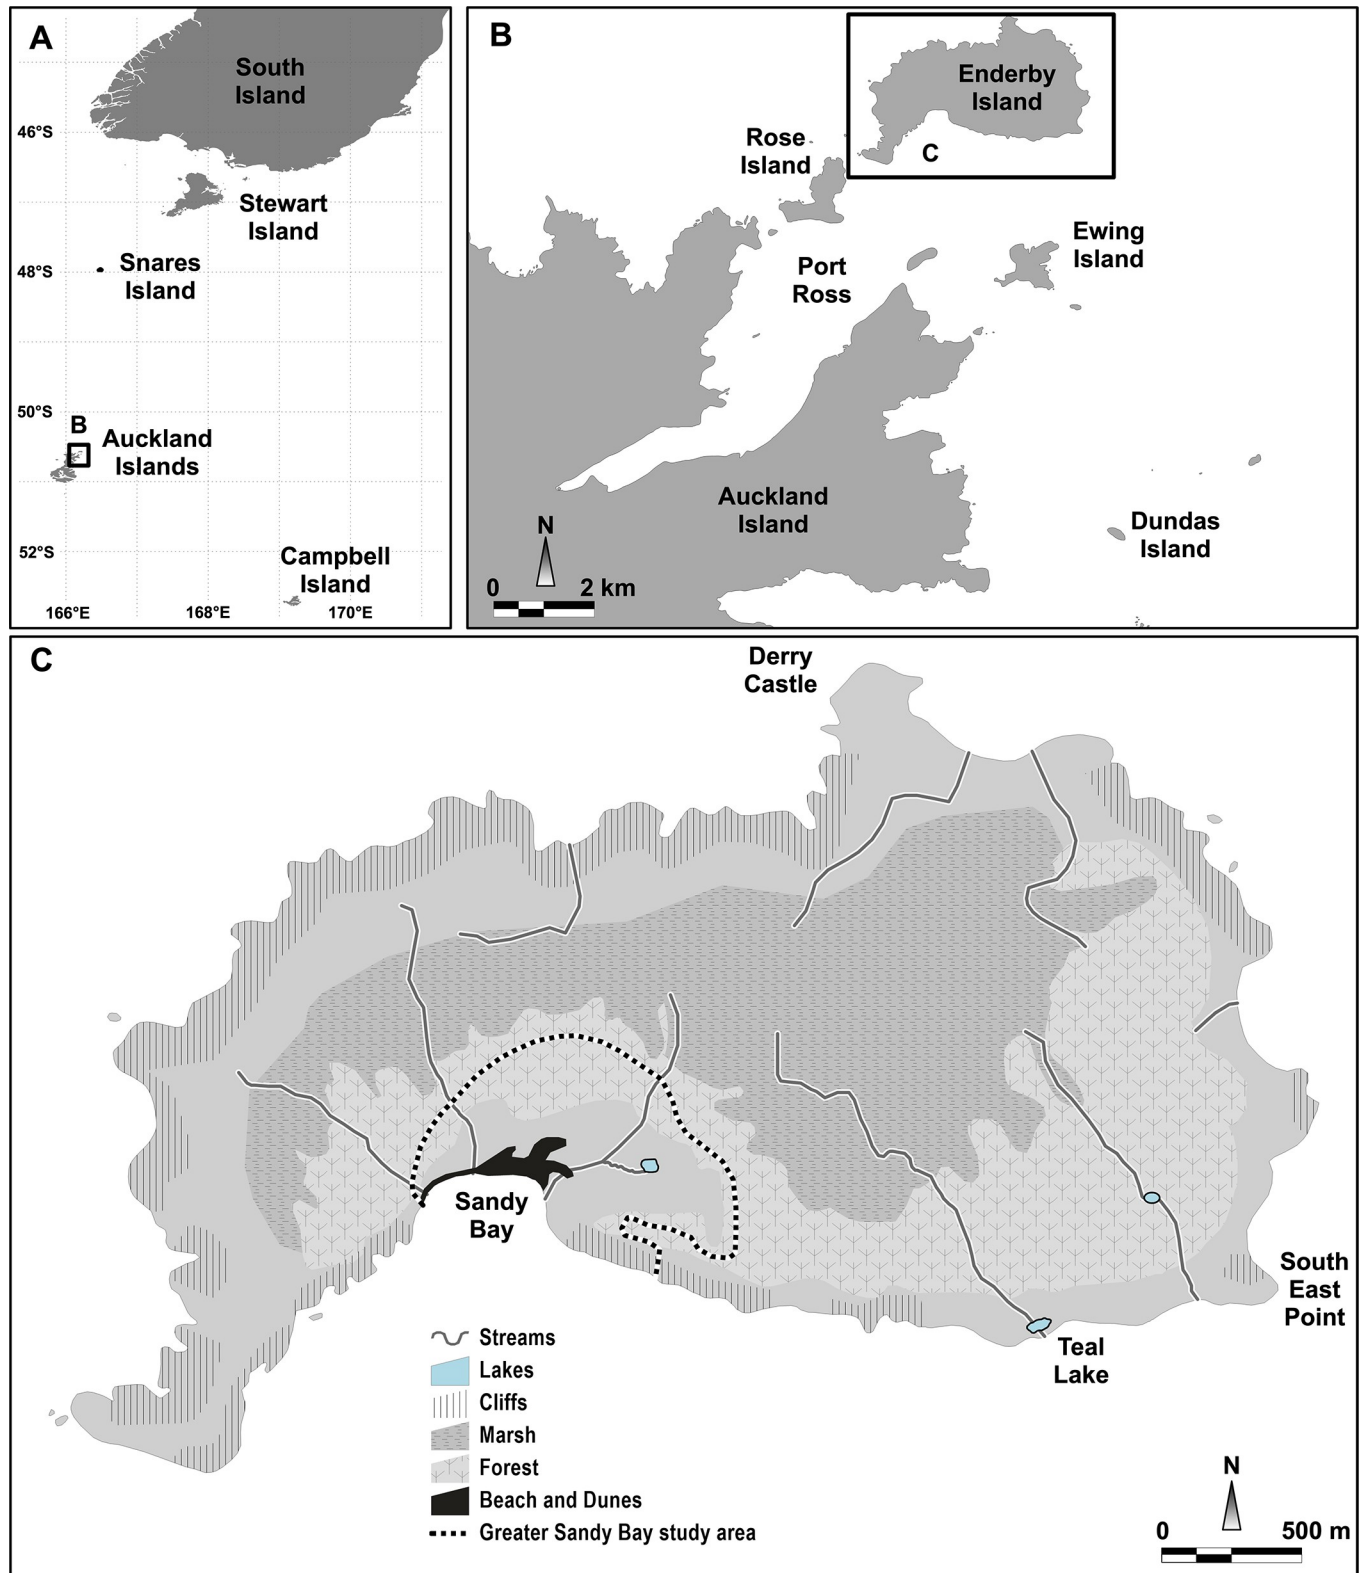 A
South
Island
46°S
Stewart
Island
Snares
Island
48°S
50°S
B
Auckland
Islands
52°S
Campbell
Island
166°E
168°E
170°E
B
Enderby
Island
C
Rose
Island
Ewing
Island
Port
Ross
Auckland
Island
Dundas
Island
N
0
2 km
C
Derry
Castle
Sandy
Bay
South
East
Point
Teal
Lake
Streams
Lakes
Cliffs
Marsh
Forest
Beach and Dunes
Greater Sandy Bay study area
N
0
500 m